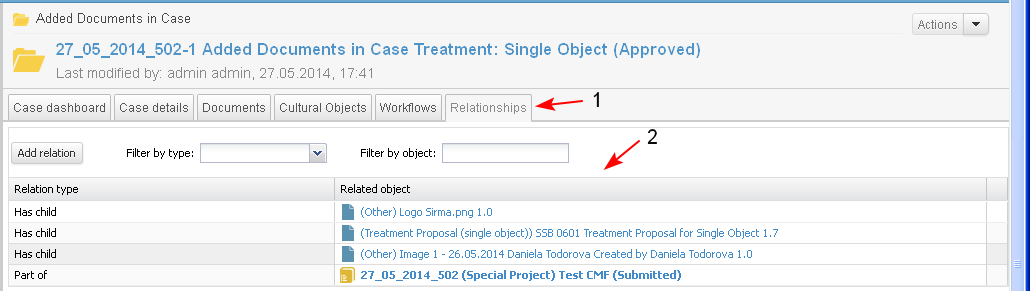 Added Documents in Case
Actions
27_05_2014_502-1 Added Documents in Case Treatment: Single Object (Approved)
Last modified by: admin admin, 27.05.2014, 17:41
Case dashboard Case details Documents Cultural Objects Workflows Relationships 1
2
Add relation Filter by type: Filter by object:
Relation type Related object
Has child (Other) Logo Sirma.png 1.0
Has child (Treatment Proposal (single object)) SSB 0601 Treatment Proposal for Single Object 1.7
Has child (Other) Image 1 - 26.05.2014 Daniela Todorova Created by Daniela Todorova 1.0
Part of 27_05_2014_502 (Special Project) Test CMF (Submitted)